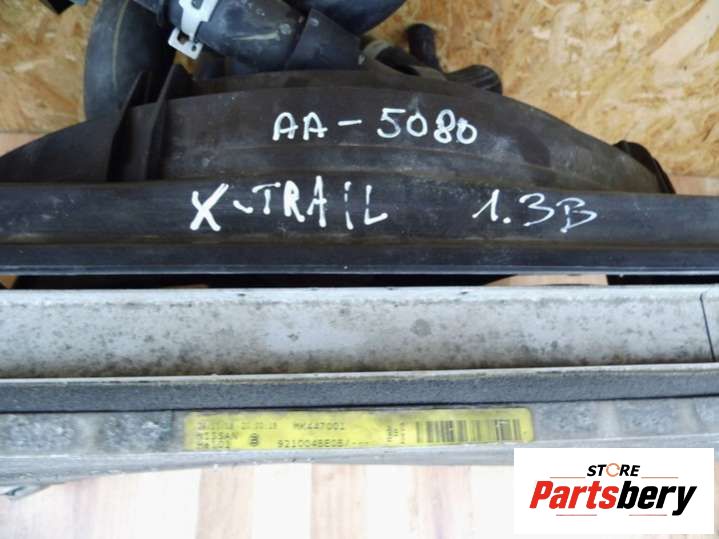 AA-5080
X-TRAIL 1.3B
MK447001
NISSAN
921004BE0B/---
STORE
Partsbery